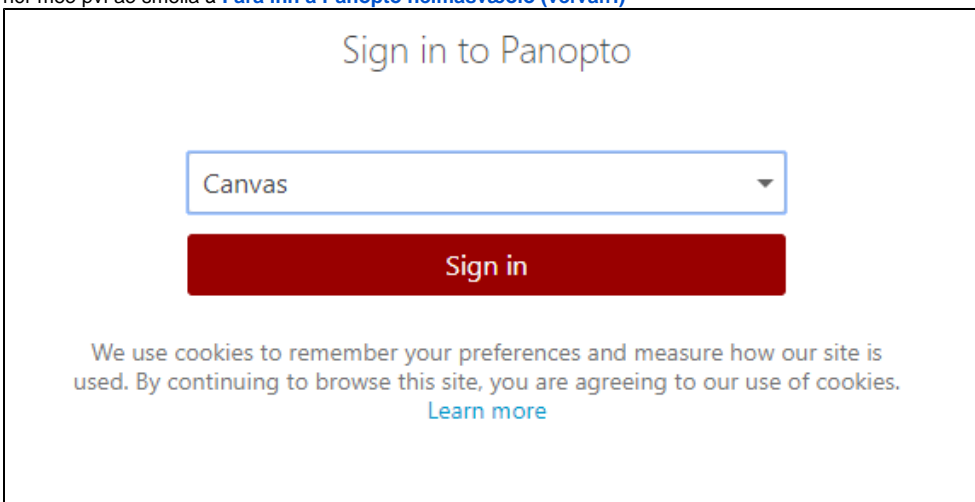 Sign in to Panopto
Canvas
Sign in
We use cookies to remember your preferences and measure how our site is
used. By continuing to browse this site, you are agreeing to our use of cookies.
Learn more